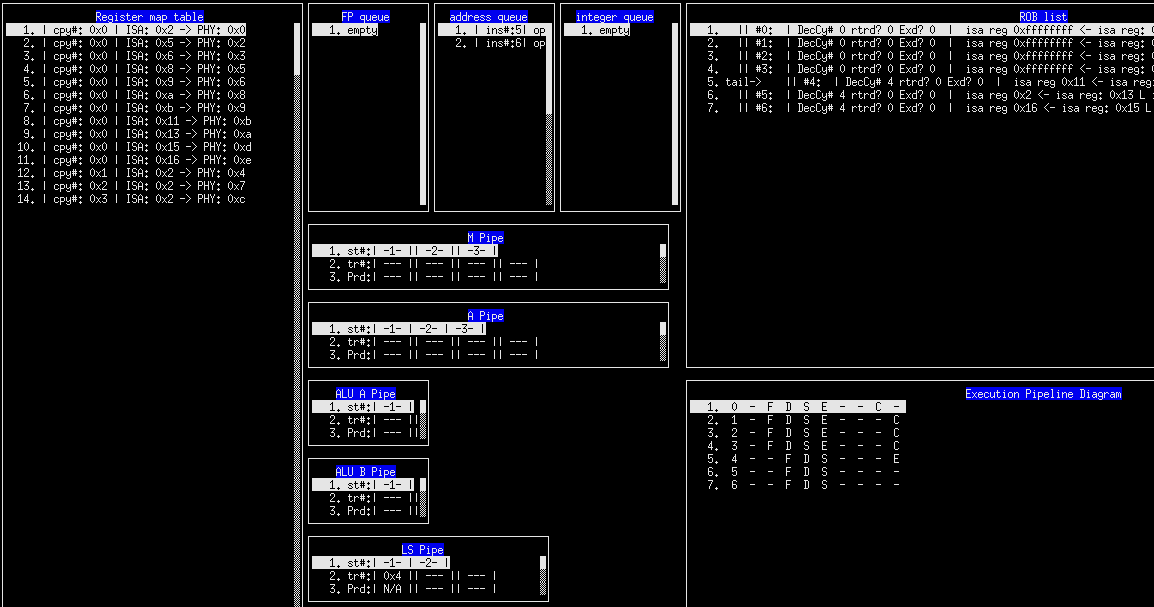 Register map table
1. | cpy#: 0x0 | ISA: 0x2 -> PHY: 0x0
2. | cpy#: 0x0 | ISA: 0x5 -> PHY: 0x2
3. | cpy#: 0x0 | ISA: 0x6 -> PHY: 0x3
4. | cpy#: 0x0 | ISA: 0x8 -> PHY: 0x5
5. | cpy#: 0x0 | ISA: 0x9 -> PHY: 0x6
6. | cpy#: 0x0 | ISA: 0xa -> PHY: 0x8
7. | cpy#: 0x0 | ISA: 0xb -> PHY: 0x9
8. | cpy#: 0x0 | ISA: 0x11 -> PHY: 0xb
9. | cpy#: 0x0 | ISA: 0x13 -> PHY: 0xa
10. | cpy#: 0x0 | ISA: 0x15 -> PHY: 0xd
11. | cpy#: 0x0 | ISA: 0x16 -> PHY: 0xe
12. | cpy#: 0x1 | ISA: 0x2 -> PHY: 0x4
13. | cpy#: 0x2 | ISA: 0x2 -> PHY: 0x7
14. | cpy#: 0x3 | ISA: 0x2 -> PHY: 0xc
FP queue
1. empty
address queue
1. | ins#:5| op
2. | ins#:6| op
integer queue
1. empty
M Pipe
1. st#:| -1- || -2- || -3- |
2. tr#:| --- || --- || --- || --- |
3. Prd:| --- || --- || --- || --- |
A Pipe
1. st#:| -1- | -2- | -3- |
2. tr#:| --- || --- || --- || --- |
3. Prd:| --- || --- || --- || --- |
ALU A Pipe
1. st#:| -1- |
2. tr#:| --- ||
3. Prd:| --- ||
ALU B Pipe
1. st#:| -1- |
2. tr#:| --- ||
3. Prd:| --- ||
LS Pipe
1. st#:| -1- | -2- |
2. tr#:| 0x4 || --- || --- |
3. Prd:| N/A || --- || --- |
ROB list
1. || #0: | DecCy# 0 rtrd? 0 Exd? 0 | isa reg 0xffffffff <- isa reg: 0
2. || #1: | DecCy# 0 rtrd? 0 Exd? 0 | isa reg 0xffffffff <- isa reg:
3. || #2: | DecCy# 0 rtrd? 0 Exd? 0 | isa reg 0xffffffff <- isa reg:
4. || #3: | DecCy# 0 rtrd? 0 Exd? 0 | isa reg 0xffffffff <- isa reg:
5. tail-> || #4: | DecCy# 4 rtrd? 0 Exd? 0 | isa reg 0x11 <- isa reg:
6. || #5: | DecCy# 4 rtrd? 0 Exd? 0 | isa reg 0x2 <- isa reg: 0x13 L
7. || #6: | DecCy# 4 rtrd? 0 Exd? 0 | isa reg 0x16 <- isa reg: 0x15 L
Execution Pipeline Diagram
1. 0 - F D S E - - C -
2. 1 - F D S E - - - C
3. 2 - F D S E - - - C
4. 3 - F D S E - - - C
5. 4 - - F D S - - - E
6. 5 - - F D S - - - -
7. 6 - - F D S - - - -